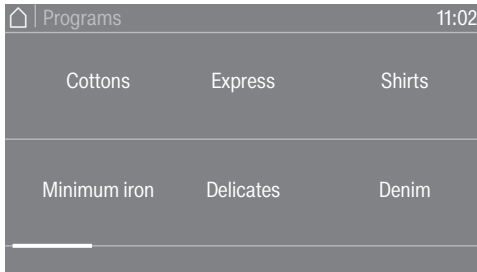 Programs 11:02
Cottons Express Shirts
Minimum iron Delicates Denim